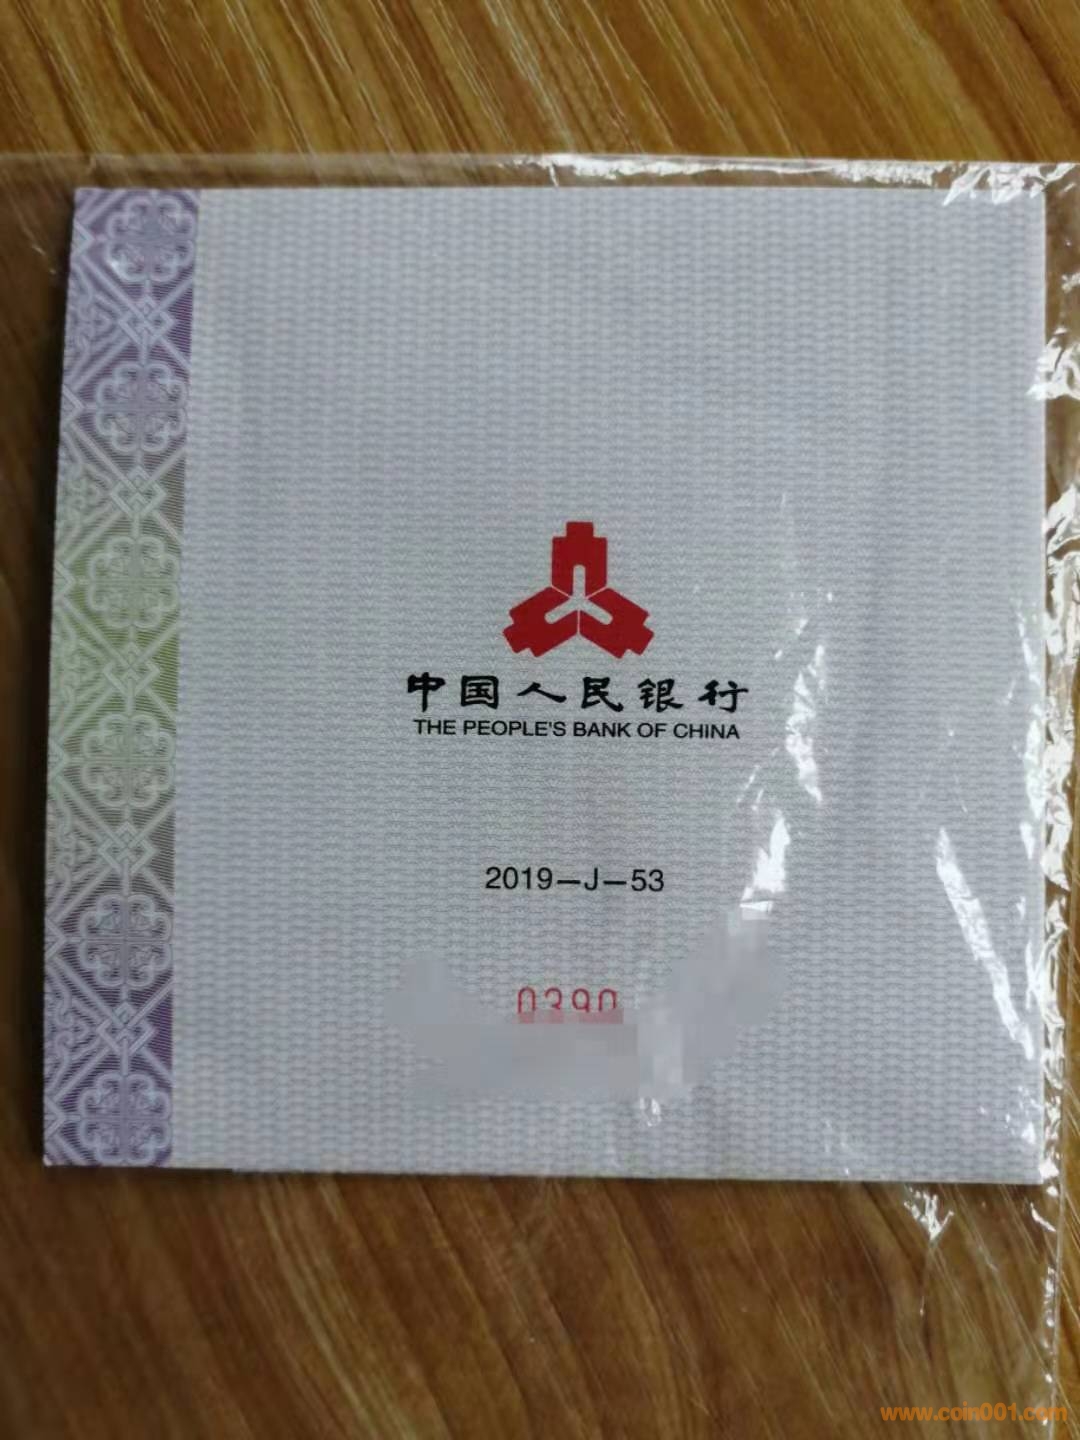 中国人民银行
THE PEOPLE'S BANK OF CHINA
2019－J－53
0390
www.coin001.com